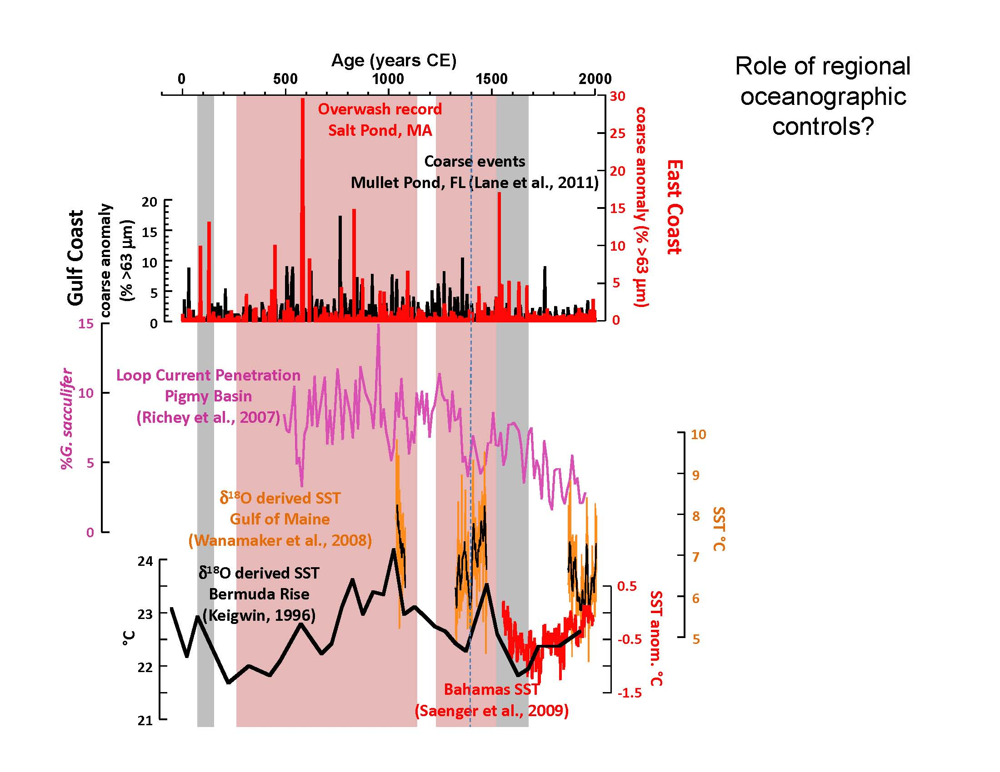 Role of regional
oceanographic
controls?
Age (years CE)
0 500 1000 1500 2000
Overwash record
Salt Pond, MA
Coarse events
Mullet Pond, FL (Lane et al., 2011)
Gulf Coast
coarse anomaly
(% >63 µm)
20
15
10
5
0
30
25
20
15
10
5
0
coarse anomaly (% >63 µm)
East Coast
15
10
5
0
%G. sacculifer
Loop Current Penetration
Pigmy Basin
(Richey et al., 2007)
δ18O derived SST
Gulf of Maine
(Wanamaker et al., 2008)
10
9
8
7
6
5
SST °C
δ18O derived SST
Bermuda Rise
(Keigwin, 1996)
24
23
22
21
°C
0.5
-0.5
-1.5
SST anom. °C
Bahamas SST
(Saenger et al., 2009)